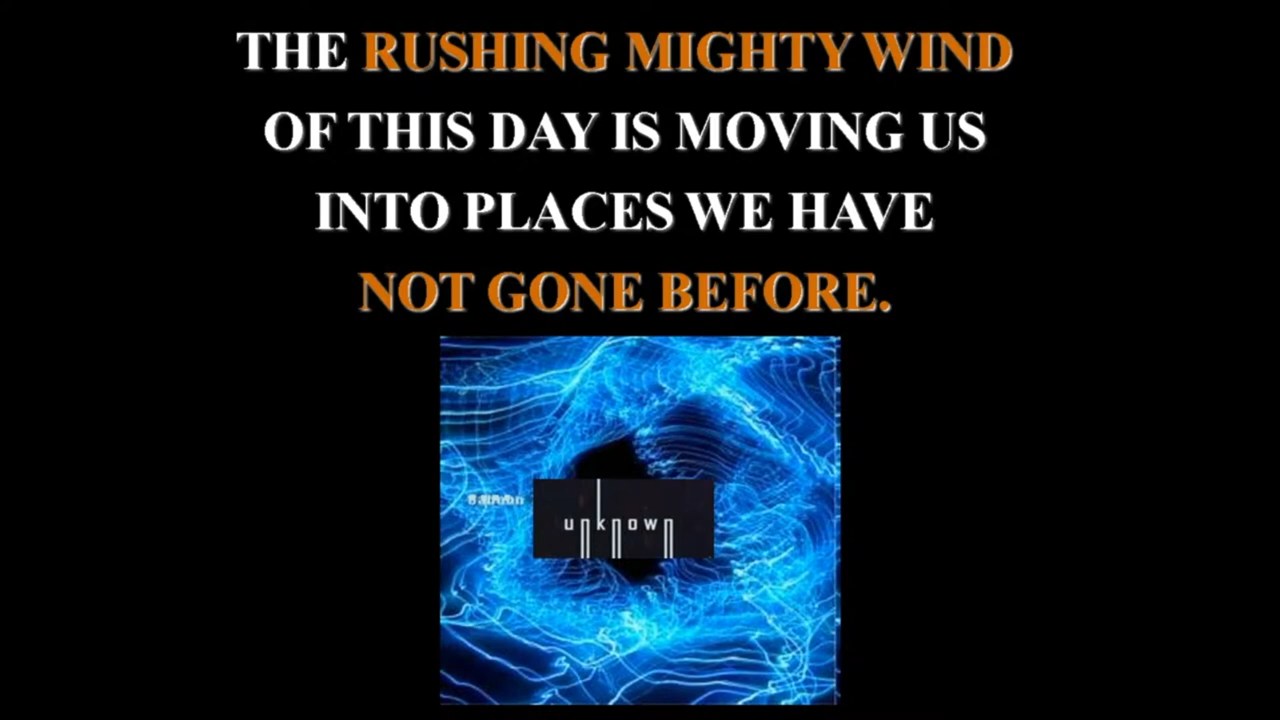 THE RUSHING MIGHTY WIND
OF THIS DAY IS MOVING US
INTO PLACES WE HAVE
NOT GONE BEFORE.
unknown